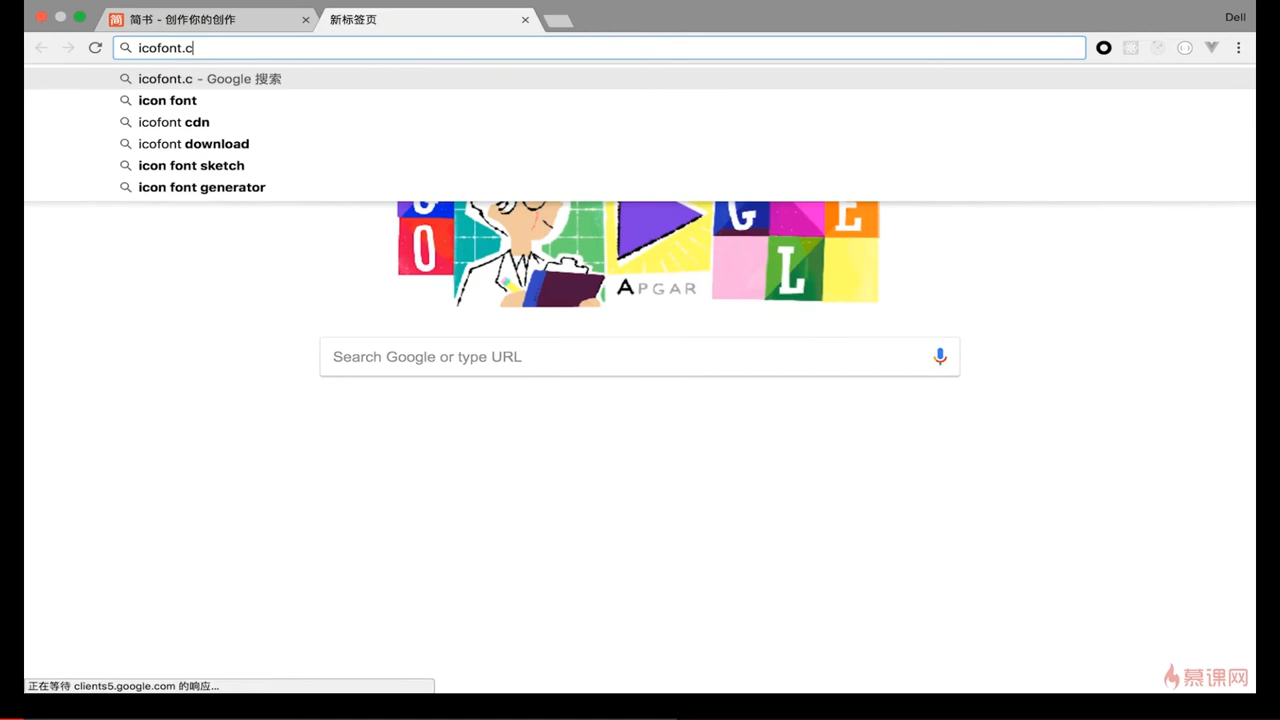 简 简书 - 创作你的创作
新标签页
Dell
icofont.c
icofont.c - Google 搜索
icon font
icofont cdn
icofont download
icon font sketch
icon font generator
G E
O L
APGAR
Search Google or type URL
正在等待 clients5.google.com 的响应...
慕课网